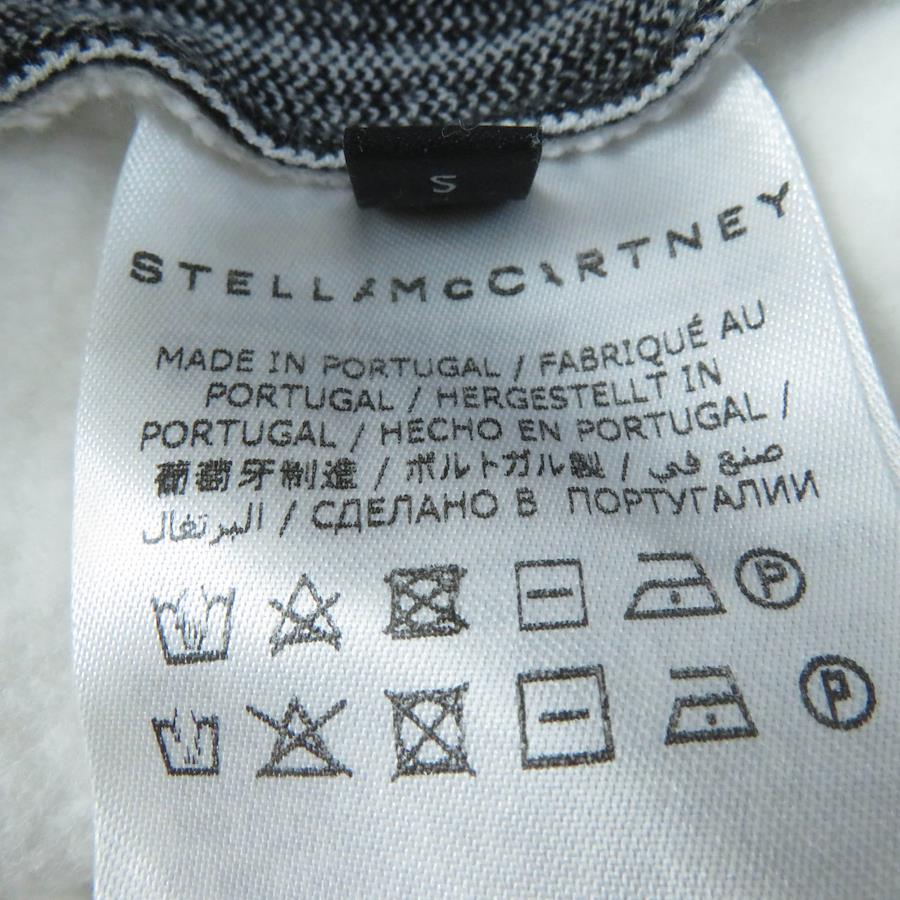 S
STELLA McCARTNEY
MADE IN PORTUGAL / FABRIQUÉ AU
PORTUGAL / HERGESTELLT IN
PORTUGAL / HECHO EN PORTUGAL /
葡萄牙制造 / ポルトガル製 / صنع في
البرتغال / СДЕЛАНО В ПОРТУГАЛИИ
P
P